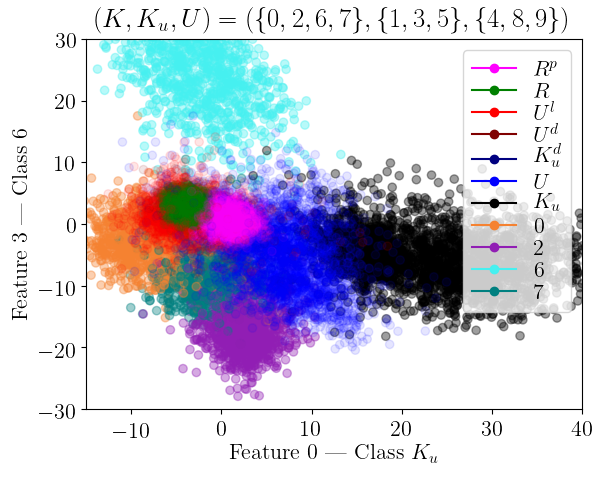 (K, K_u, U) = ({0, 2, 6, 7}, {1, 3, 5}, {4, 8, 9})
Feature 3 — Class 6
30
20
10
0
−10
−20
−30
R^p
R
U^l
U^d
K_u^d
U
K_u
0
2
6
7
−10
0
10
20
30
40
Feature 0 — Class K_u